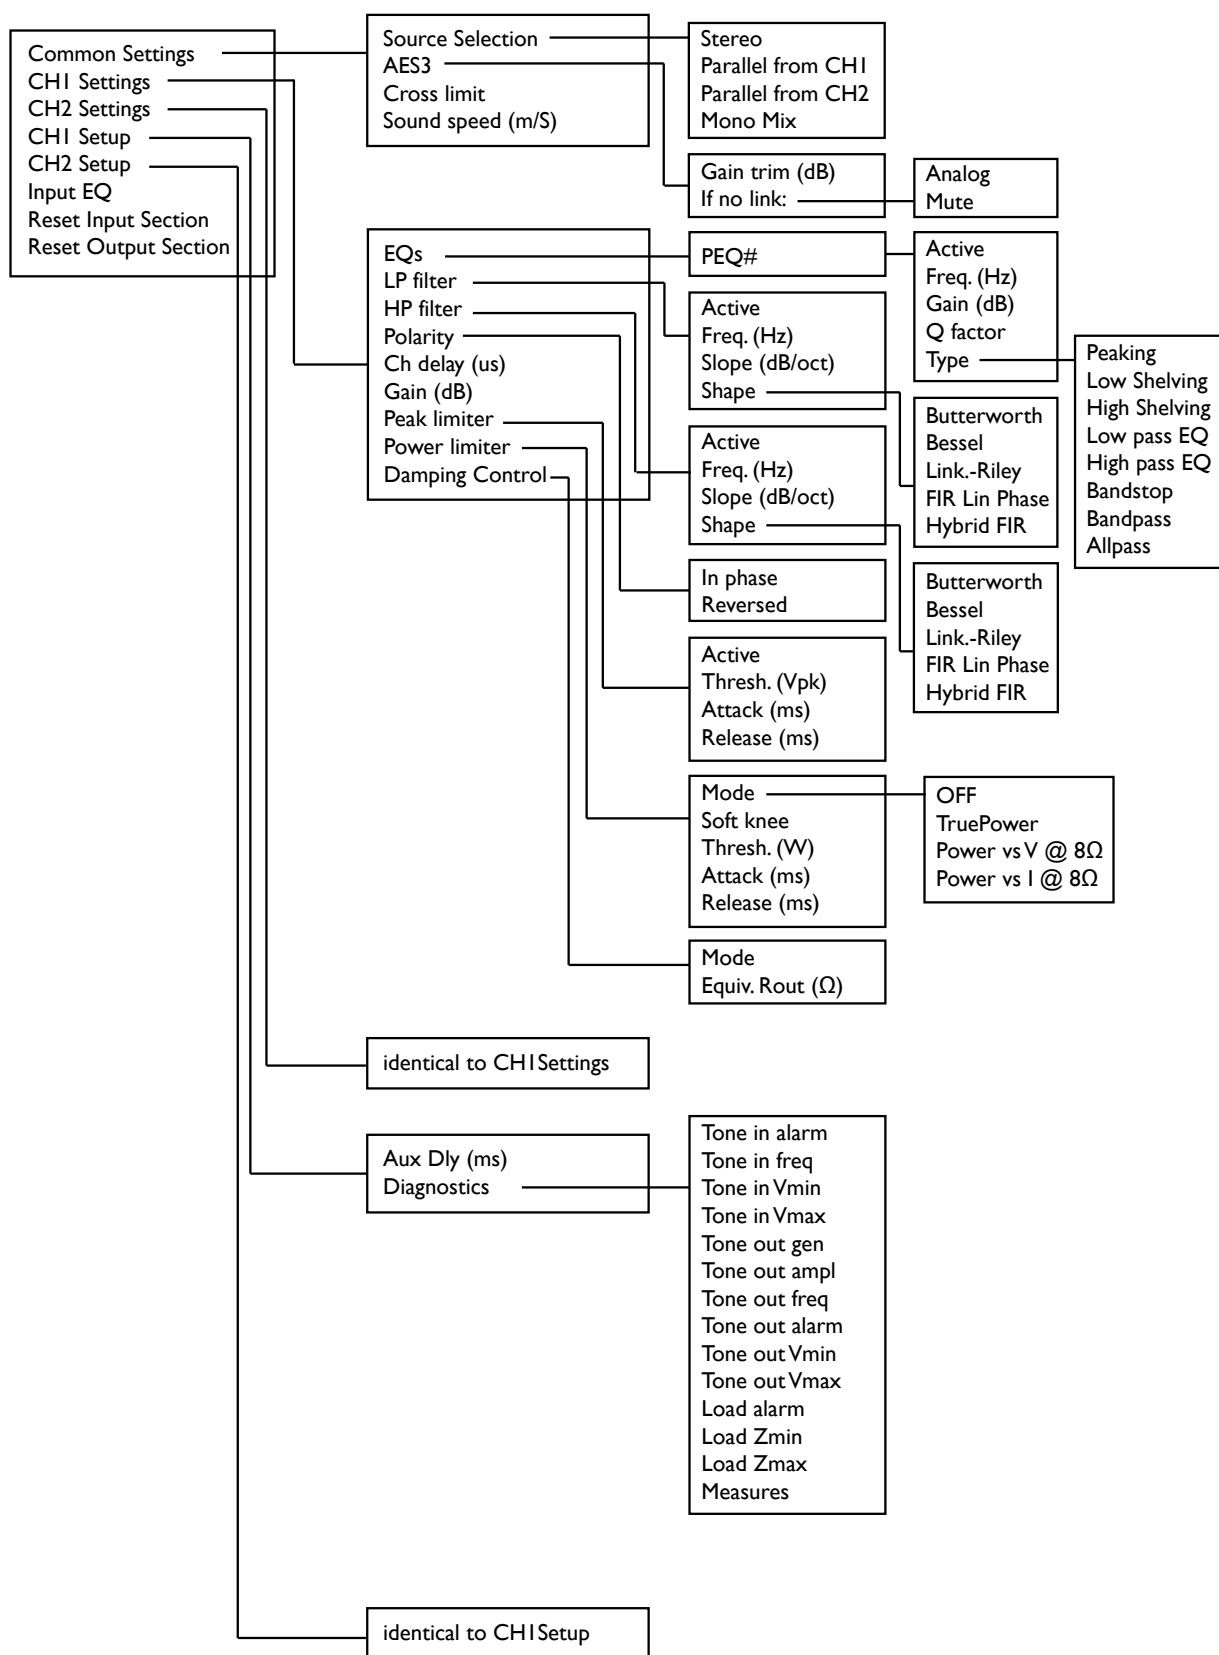 Common Settings
CH1 Settings
CH2 Settings
CH1 Setup
CH2 Setup
Input EQ
Reset Input Section
Reset Output Section
Source Selection
AES3
Cross limit
Sound speed (m/S)
Stereo
Parallel from CH1
Parallel from CH2
Mono Mix
Gain trim (dB)
If no link:
Analog
Mute
EQs
LP filter
HP filter
Polarity
Ch delay (us)
Gain (dB)
Peak limiter
Power limiter
Damping Control
PEQ#
Active
Freq. (Hz)
Gain (dB)
Q factor
Type
Peaking
Low Shelving
High Shelving
Low pass EQ
High pass EQ
Bandstop
Bandpass
Allpass
Active
Freq. (Hz)
Slope (dB/oct)
Shape
Butterworth
Bessel
Link.-Riley
FIR Lin Phase
Hybrid FIR
Active
Freq. (Hz)
Slope (dB/oct)
Shape
Butterworth
Bessel
Link.-Riley
FIR Lin Phase
Hybrid FIR
In phase
Reversed
Active
Thresh. (Vpk)
Attack (ms)
Release (ms)
Mode
Soft knee
Thresh. (W)
Attack (ms)
Release (ms)
OFF
TruePower
Power vs V @ 8Ω
Power vs I @ 8Ω
Mode
Equiv. Rout (Ω)
identical to CH1Settings
Aux Dly (ms)
Diagnostics
Tone in alarm
Tone in freq
Tone in Vmin
Tone in Vmax
Tone out gen
Tone out ampl
Tone out freq
Tone out alarm
Tone out Vmin
Tone out Vmax
Load alarm
Load Zmin
Load Zmax
Measures
identical to CH1Setup